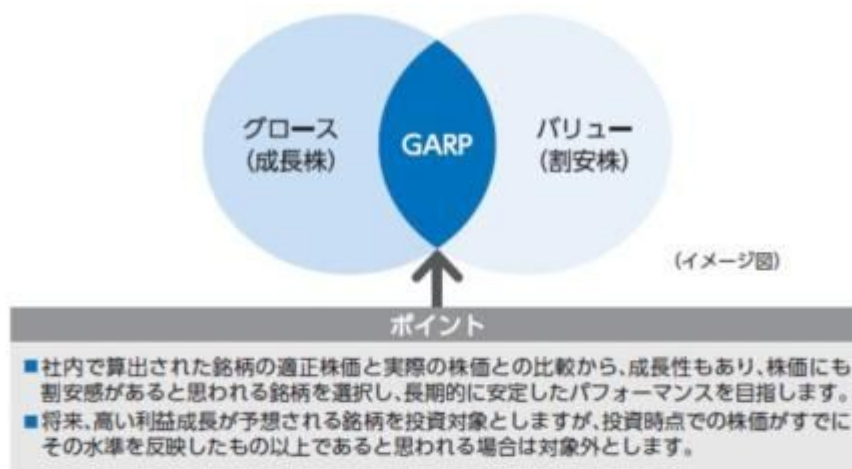 グロース
(成長株)
GARP
バリュー
(割安株)
(イメージ図)
ポイント
■社内で算出された銘柄の適正株価と実際の株価との比較から、成長性もあり、株価にも
割安感があると思われる銘柄を選択し、長期的に安定したパフォーマンスを目指します。
■将来、高い利益成長が予想される銘柄を投資対象としますが、投資時点での株価がすでに
その水準を反映したもの以上であると思われる場合は対象外とします。